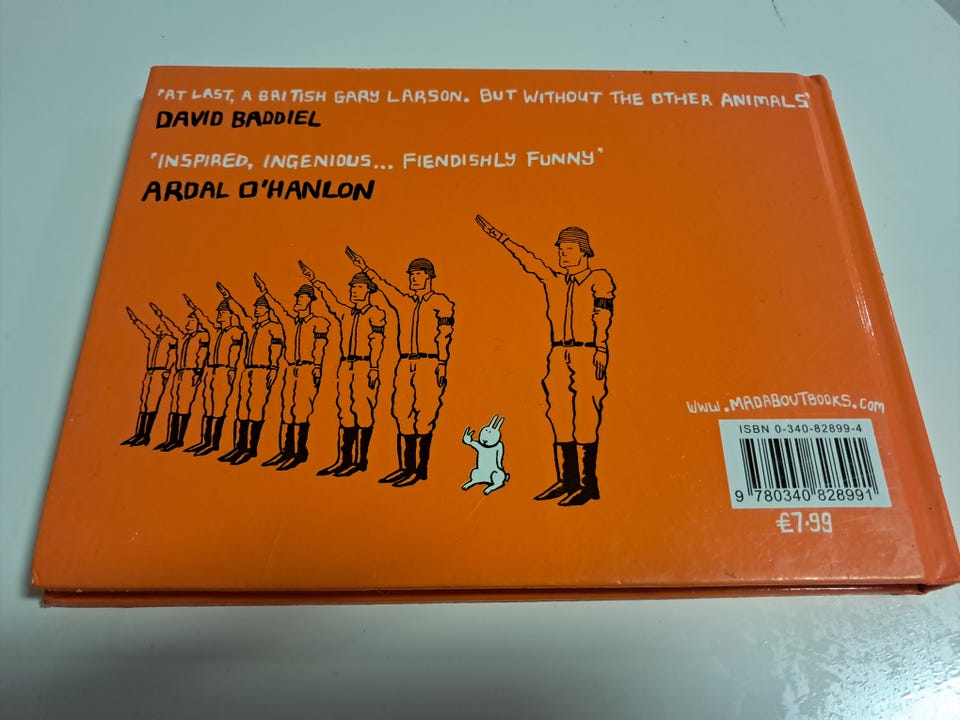 "AT LAST, A BRITISH GARY LARSON. BUT WITHOUT THE OTHER ANIMALS"
DAVID BADDIEL
"INSPIRED, INGENIOUS... FIENDISHLY FUNNY"
ARDAL O'HANLON
WWW.MADABOUTBOOKS.COM
ISBN 0-340-82899-4
9 780340 828991
€7.99